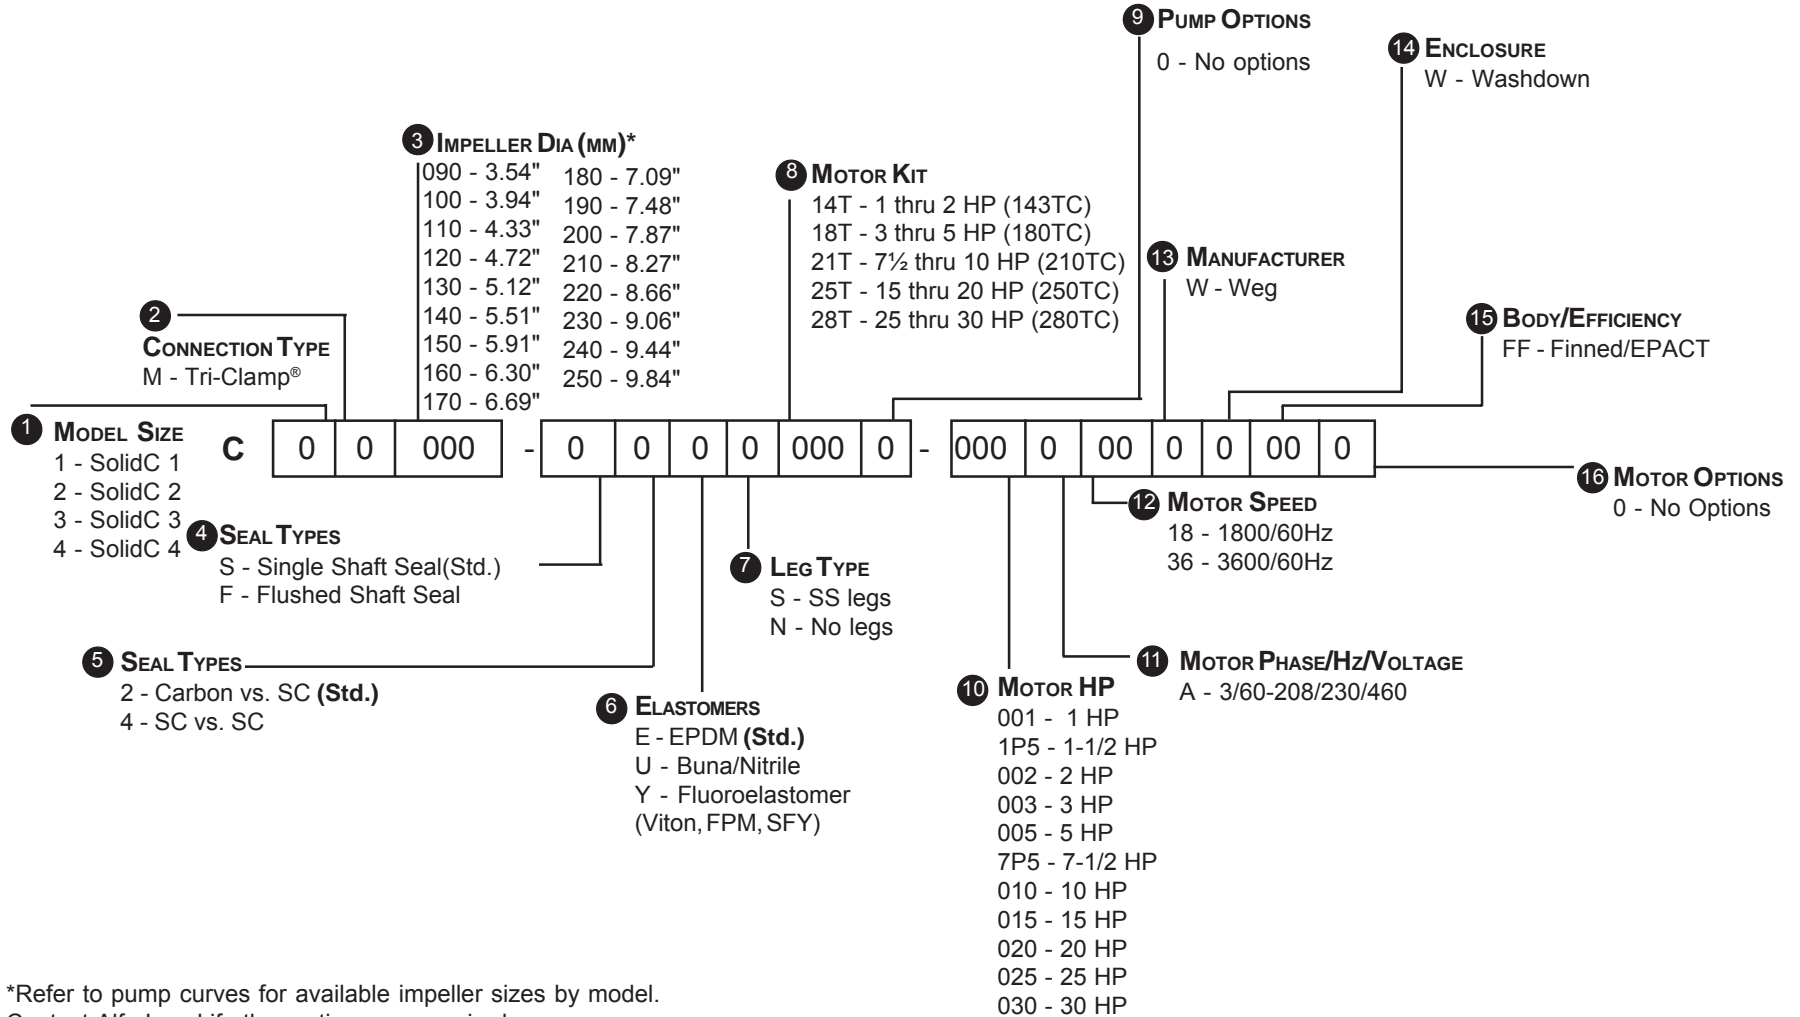 9 PUMP OPTIONS
0 - No options
14 ENCLOSURE
W - Washdown
3 IMPELLER DIA (MM)*
090 - 3.54"
100 - 3.94"
110 - 4.33"
120 - 4.72"
130 - 5.12"
140 - 5.51"
150 - 5.91"
160 - 6.30"
170 - 6.69"
180 - 7.09"
190 - 7.48"
200 - 7.87"
210 - 8.27"
220 - 8.66"
230 - 9.06"
240 - 9.44"
250 - 9.84"
8 MOTOR KIT
14T - 1 thru 2 HP (143TC)
18T - 3 thru 5 HP (180TC)
21T - 7½ thru 10 HP (210TC)
25T - 15 thru 20 HP (250TC)
28T - 25 thru 30 HP (280TC)
13 MANUFACTURER
W - Weg
15 BODY/EFFICIENCY
FF - Finned/EPACT
2
CONNECTION TYPE
M - Tri-Clamp®
1 MODEL SIZE
1 - SolidC 1
2 - SolidC 2
3 - SolidC 3
4 - SolidC 4
C 0 0 000 - 0 0 0 0 000 0 - 000 0 00 0 0 00 0
16 MOTOR OPTIONS
0 - No Options
12 MOTOR SPEED
18 - 1800/60Hz
36 - 3600/60Hz
4 SEAL TYPES
S - Single Shaft Seal(Std.)
F - Flushed Shaft Seal
7 LEG TYPE
S - SS legs
N - No legs
5 SEAL TYPES
2 - Carbon vs. SC (Std.)
4 - SC vs. SC
6 ELASTOMERS
E - EPDM (Std.)
U - Buna/Nitrile
Y - Fluoroelastomer
(Viton, FPM, SFY)
11 MOTOR PHASE/HZ/VOLTAGE
A - 3/60-208/230/460
10 MOTOR HP
001 - 1 HP
1P5 - 1-1/2 HP
002 - 2 HP
003 - 3 HP
005 - 5 HP
7P5 - 7-1/2 HP
010 - 10 HP
015 - 15 HP
020 - 20 HP
025 - 25 HP
030 - 30 HP
*Refer to pump curves for available impeller sizes by model.